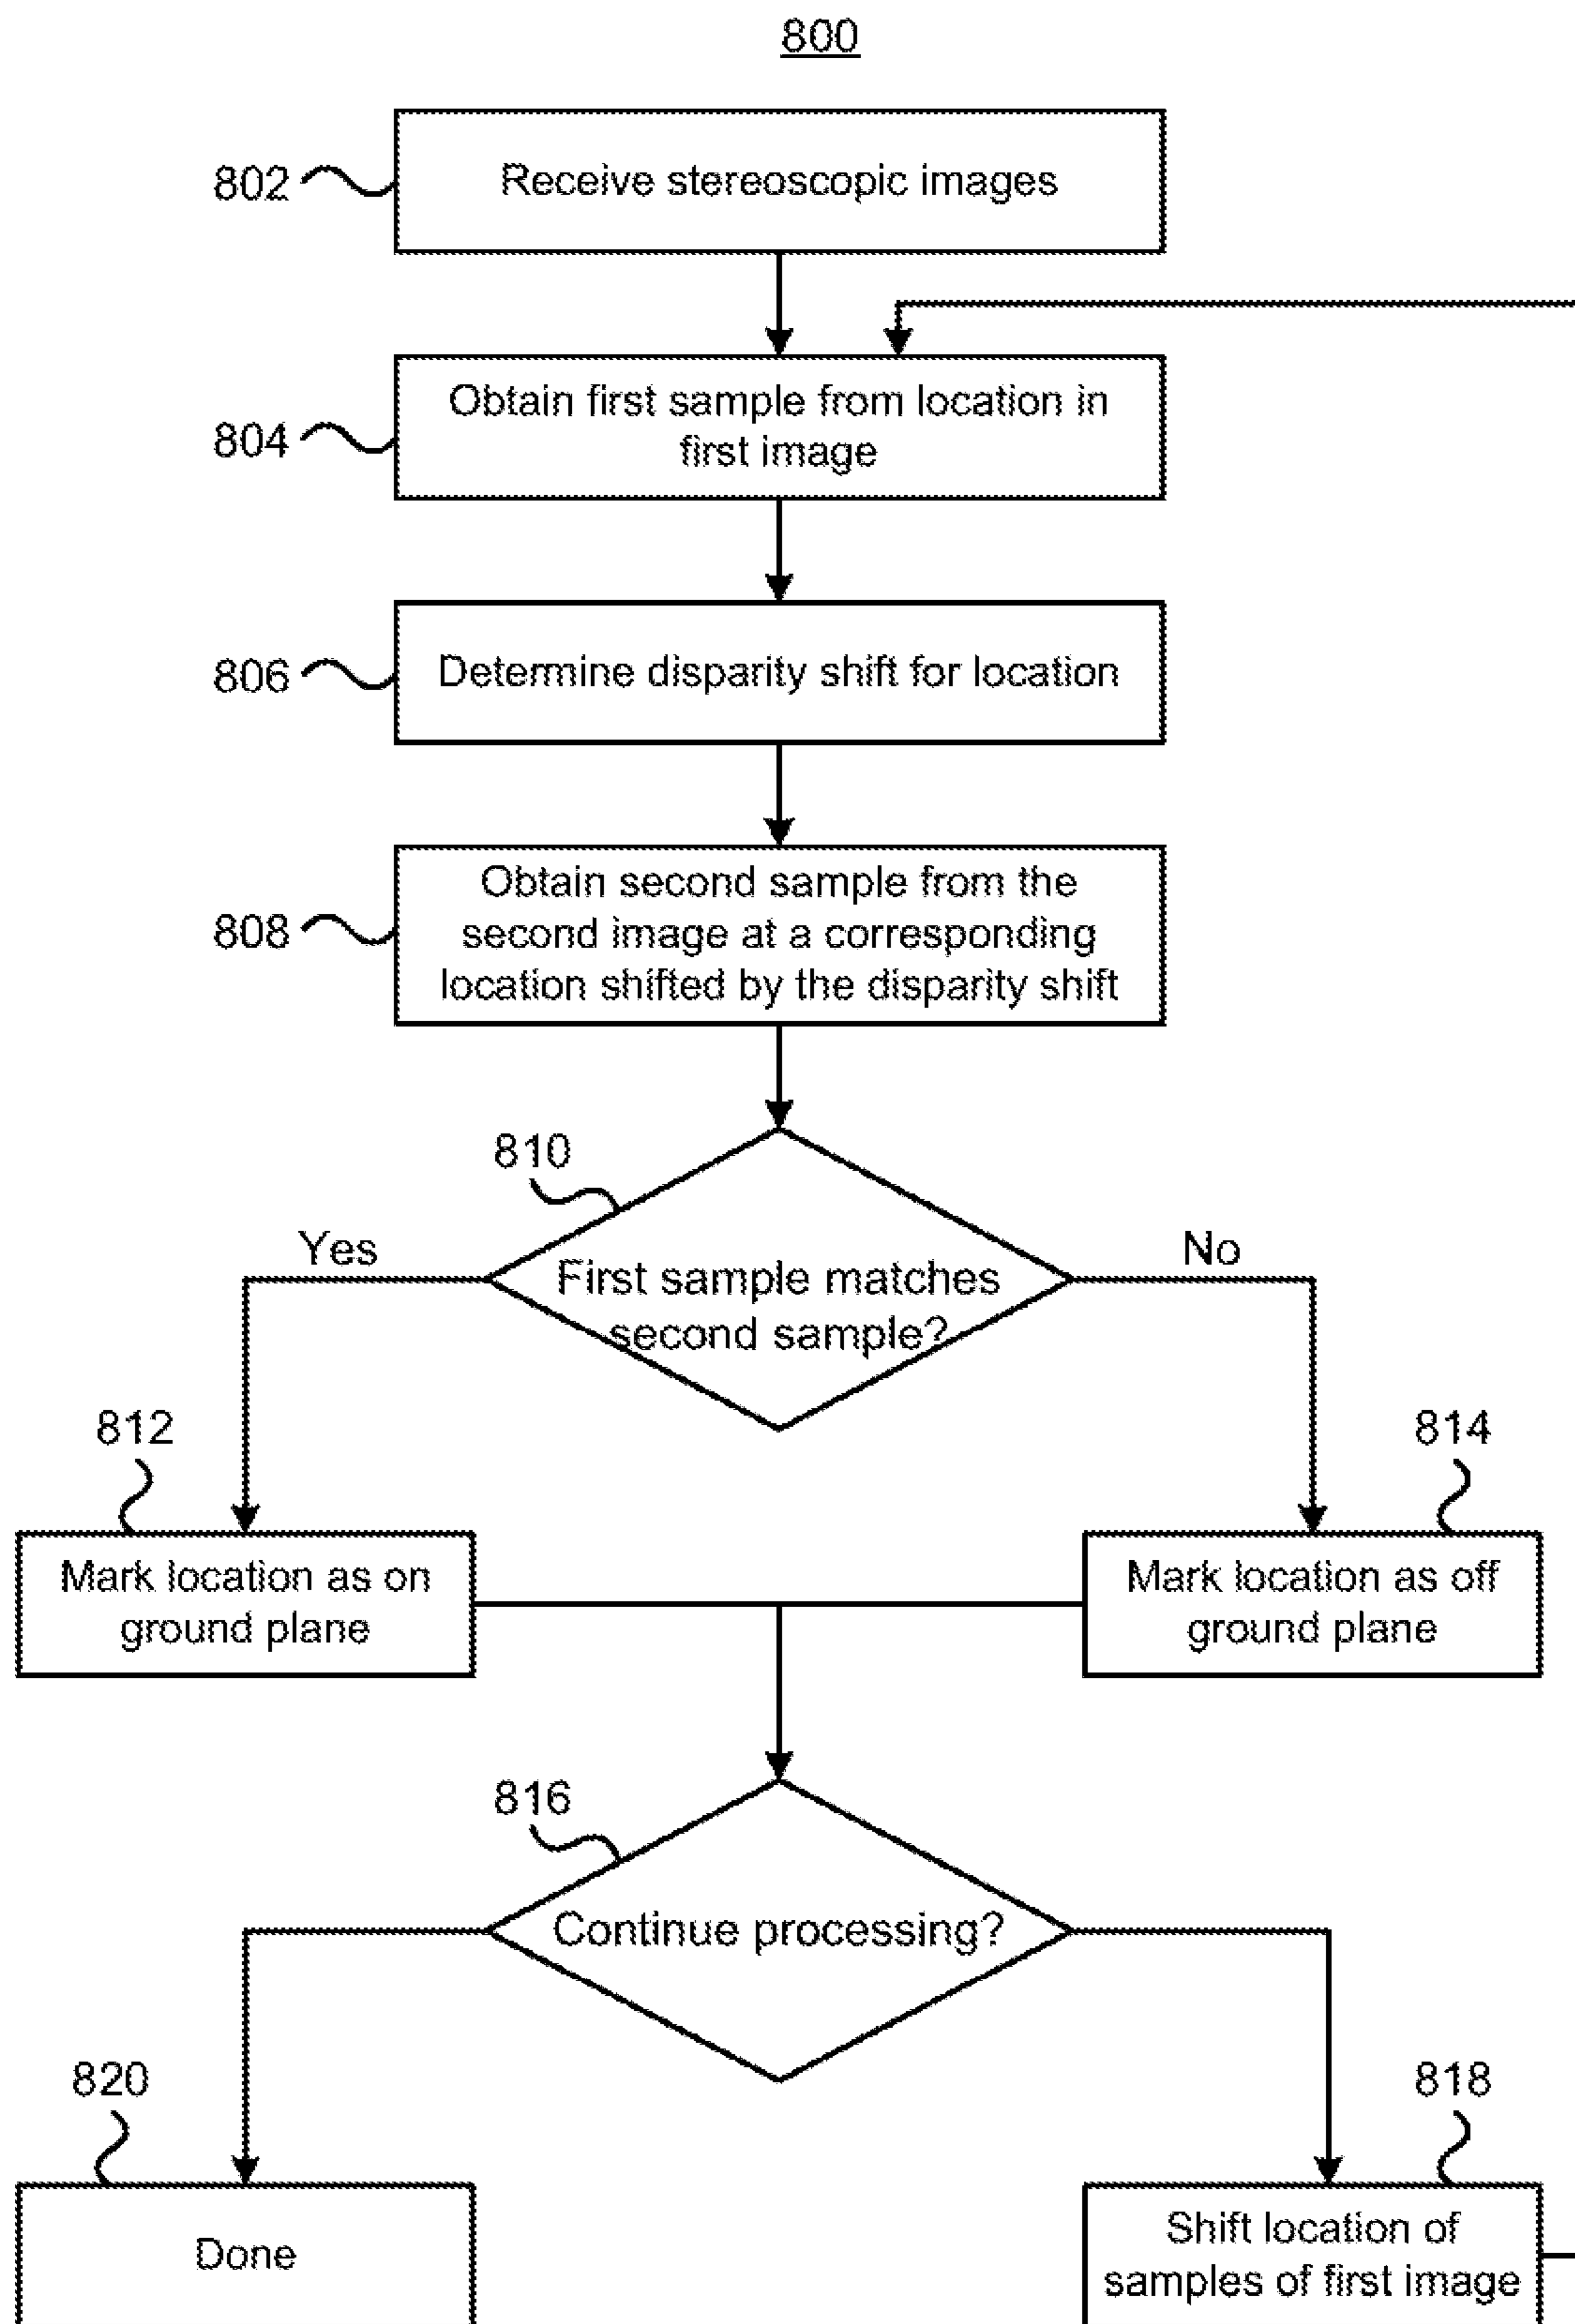 800
802
Receive stereoscopic images
804
Obtain first sample from location in
first image
806
Determine disparity shift for location
808
Obtain second sample from the
second image at a corresponding
location shifted by the disparity shift
810
Yes
No
First sample matches
second sample?
812
814
Mark location as on
ground plane
Mark location as off
ground plane
816
Continue processing?
820
818
Done
Shift location of
samples of first image